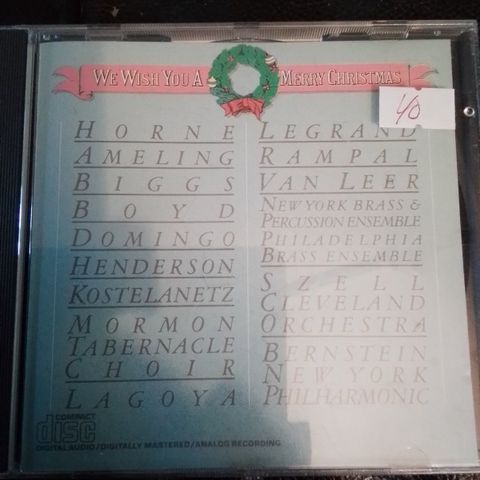 WE WISH YOU A MERRY CHRISTMAS
40
HORNE
AMELING
BIGGS
BOYD
DOMINGO
HENDERSON
KOSTELANETZ
MORMON
TABERNACLE
CHOIR
LAGOYA
LEGRAND
RAMPAL
VAN LEER
NEW YORK BRASS &
PERCUSSION ENSEMBLE
PHILADELPHIA
BRASS ENSEMBLE
SZELL
CLEVELAND
ORCHESTRA
BERNSTEIN
NEW YORK
PHILHARMONIC
COMPACT
disc
DIGITAL AUDIO/DIGITALLY MASTERED/ANALOG RECORDING